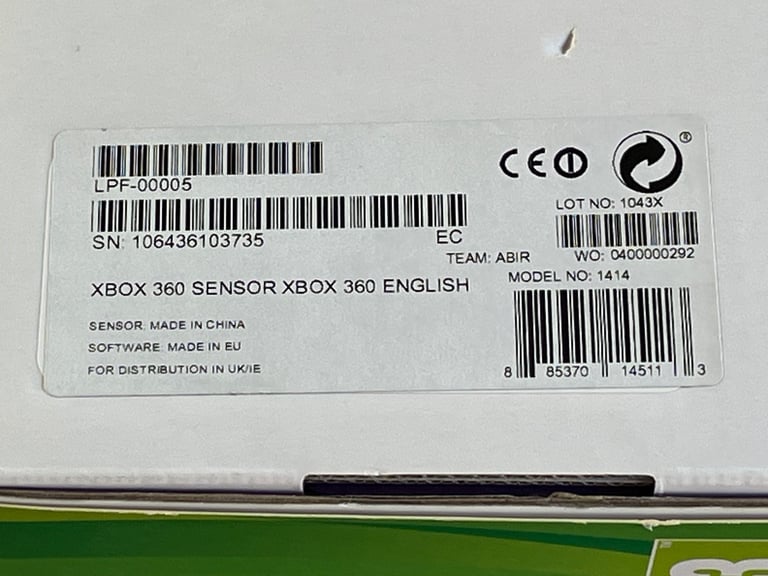 LPF-00005
CE
®
LOT NO: 1043X
SN: 106436103735
EC
TEAM: ABIR
WO: 0400000292
MODEL NO: 1414
XBOX 360 SENSOR XBOX 360 ENGLISH
SENSOR: MADE IN CHINA
SOFTWARE: MADE IN EU
FOR DISTRIBUTION IN UK/IE
8 85370 14511 3